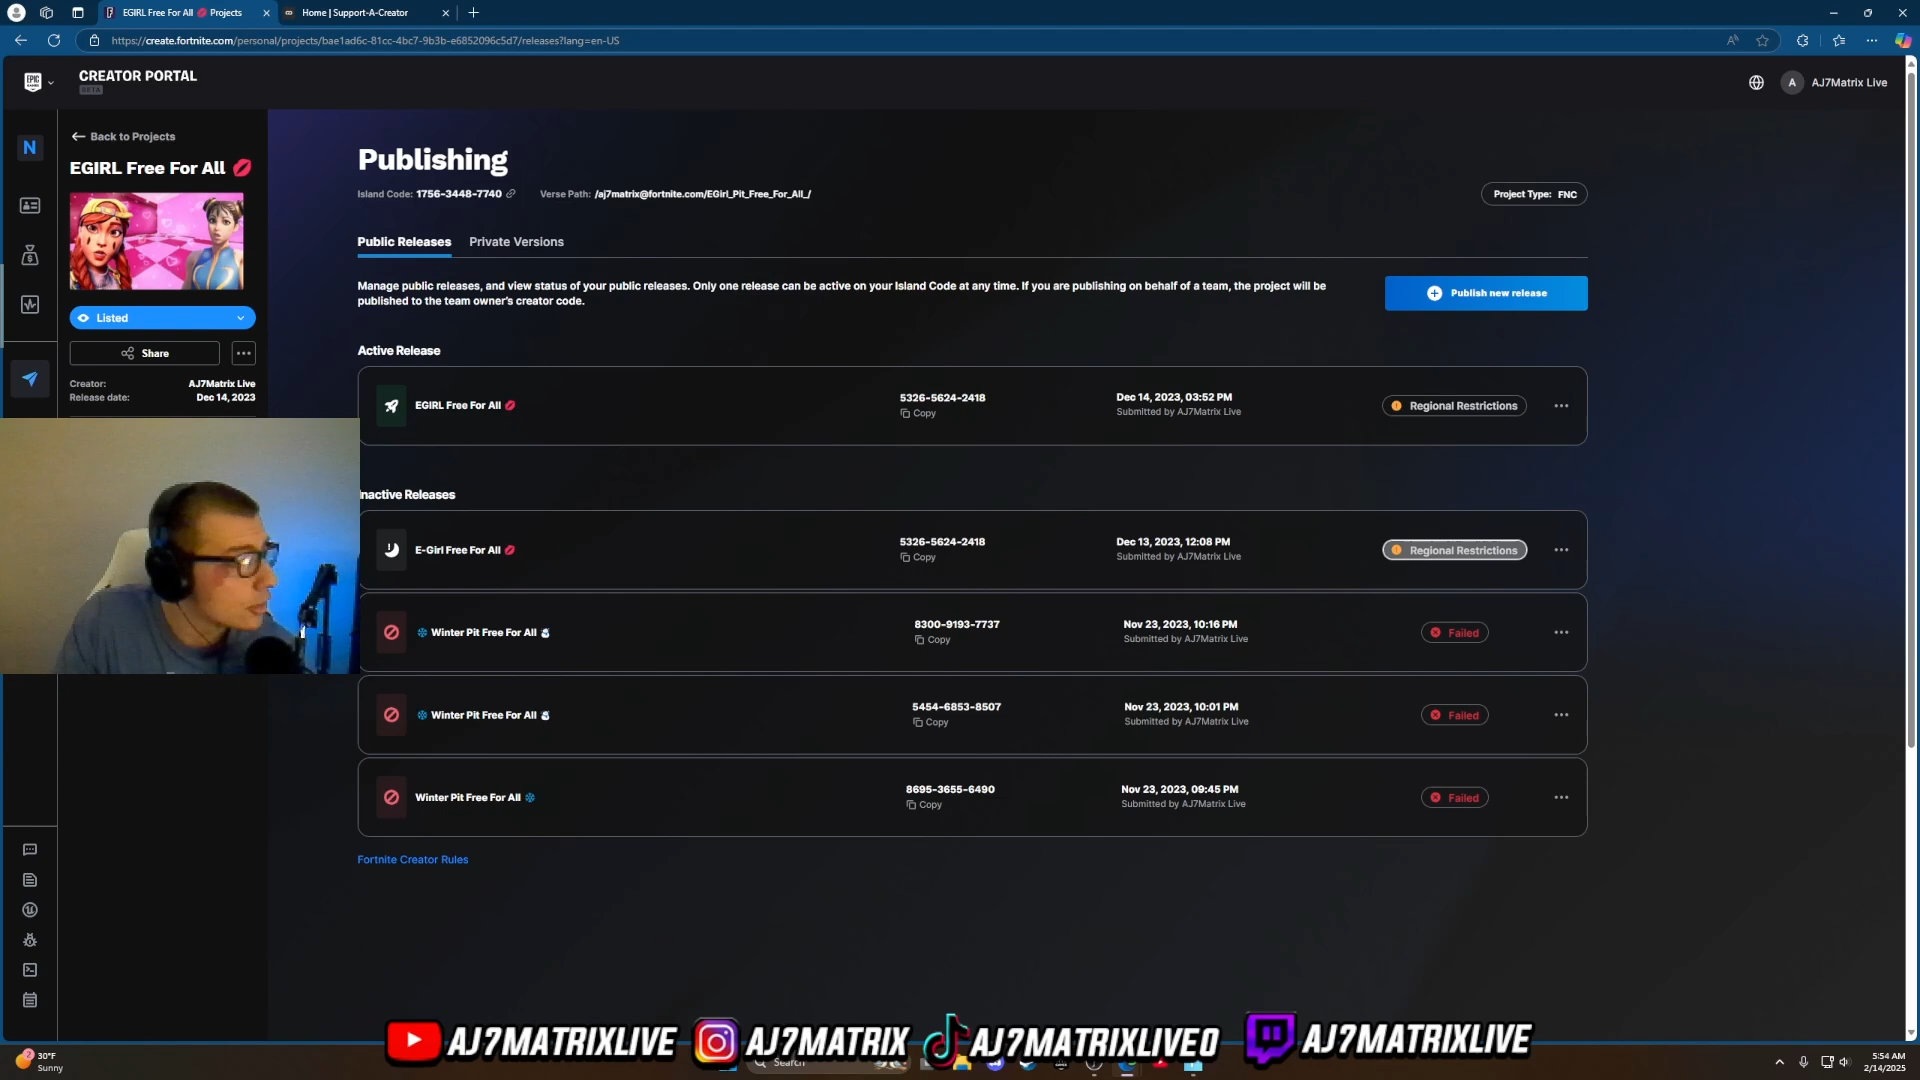 EGIRL Free For All 💋 Projects
Home | Support-A-Creator
https://create.fortnite.com/personal/projects/bae1ad6c-81cc-4bc7-9b3b-e6852096c5d7/releases?lang=en-US
EPIC GAMES
CREATOR PORTAL
BETA
A
AJ7Matrix Live
N
Back to Projects
EGIRL Free For All 💋
Listed
Share
Creator: AJ7Matrix Live
Release date: Dec 14, 2023
Publishing
Island Code: 1756-3448-7740
Verse Path: /aj7matrix@fortnite.com/EGirl_Pit_Free_For_All_/
Project Type: FNC
Public Releases
Private Versions
Manage public releases, and view status of your public releases. Only one release can be active on your Island Code at any time. If you are publishing on behalf of a team, the project will be
published to the team owner's creator code.
Publish new release
Active Release
EGIRL Free For All 💋
5326-5624-2418
Copy
Dec 14, 2023, 03:52 PM
Submitted by AJ7Matrix Live
Regional Restrictions
Inactive Releases
E-Girl Free For All 💋
5326-5624-2418
Copy
Dec 13, 2023, 12:08 PM
Submitted by AJ7Matrix Live
Regional Restrictions
❄️ Winter Pit Free For All ⛄
8300-9193-7737
Copy
Nov 23, 2023, 10:16 PM
Submitted by AJ7Matrix Live
Failed
❄️ Winter Pit Free For All ⛄
5454-6853-8507
Copy
Nov 23, 2023, 10:01 PM
Submitted by AJ7Matrix Live
Failed
Winter Pit Free For All ❄️
8695-3655-6490
Copy
Nov 23, 2023, 09:45 PM
Submitted by AJ7Matrix Live
Failed
Fortnite Creator Rules
AJ7MATRIXLIVE
AJ7MATRIX
AJ7MATRIXLIVE0
AJ7MATRIXLIVE
2
30°F
Sunny
Search
5:54 AM
2/14/2025